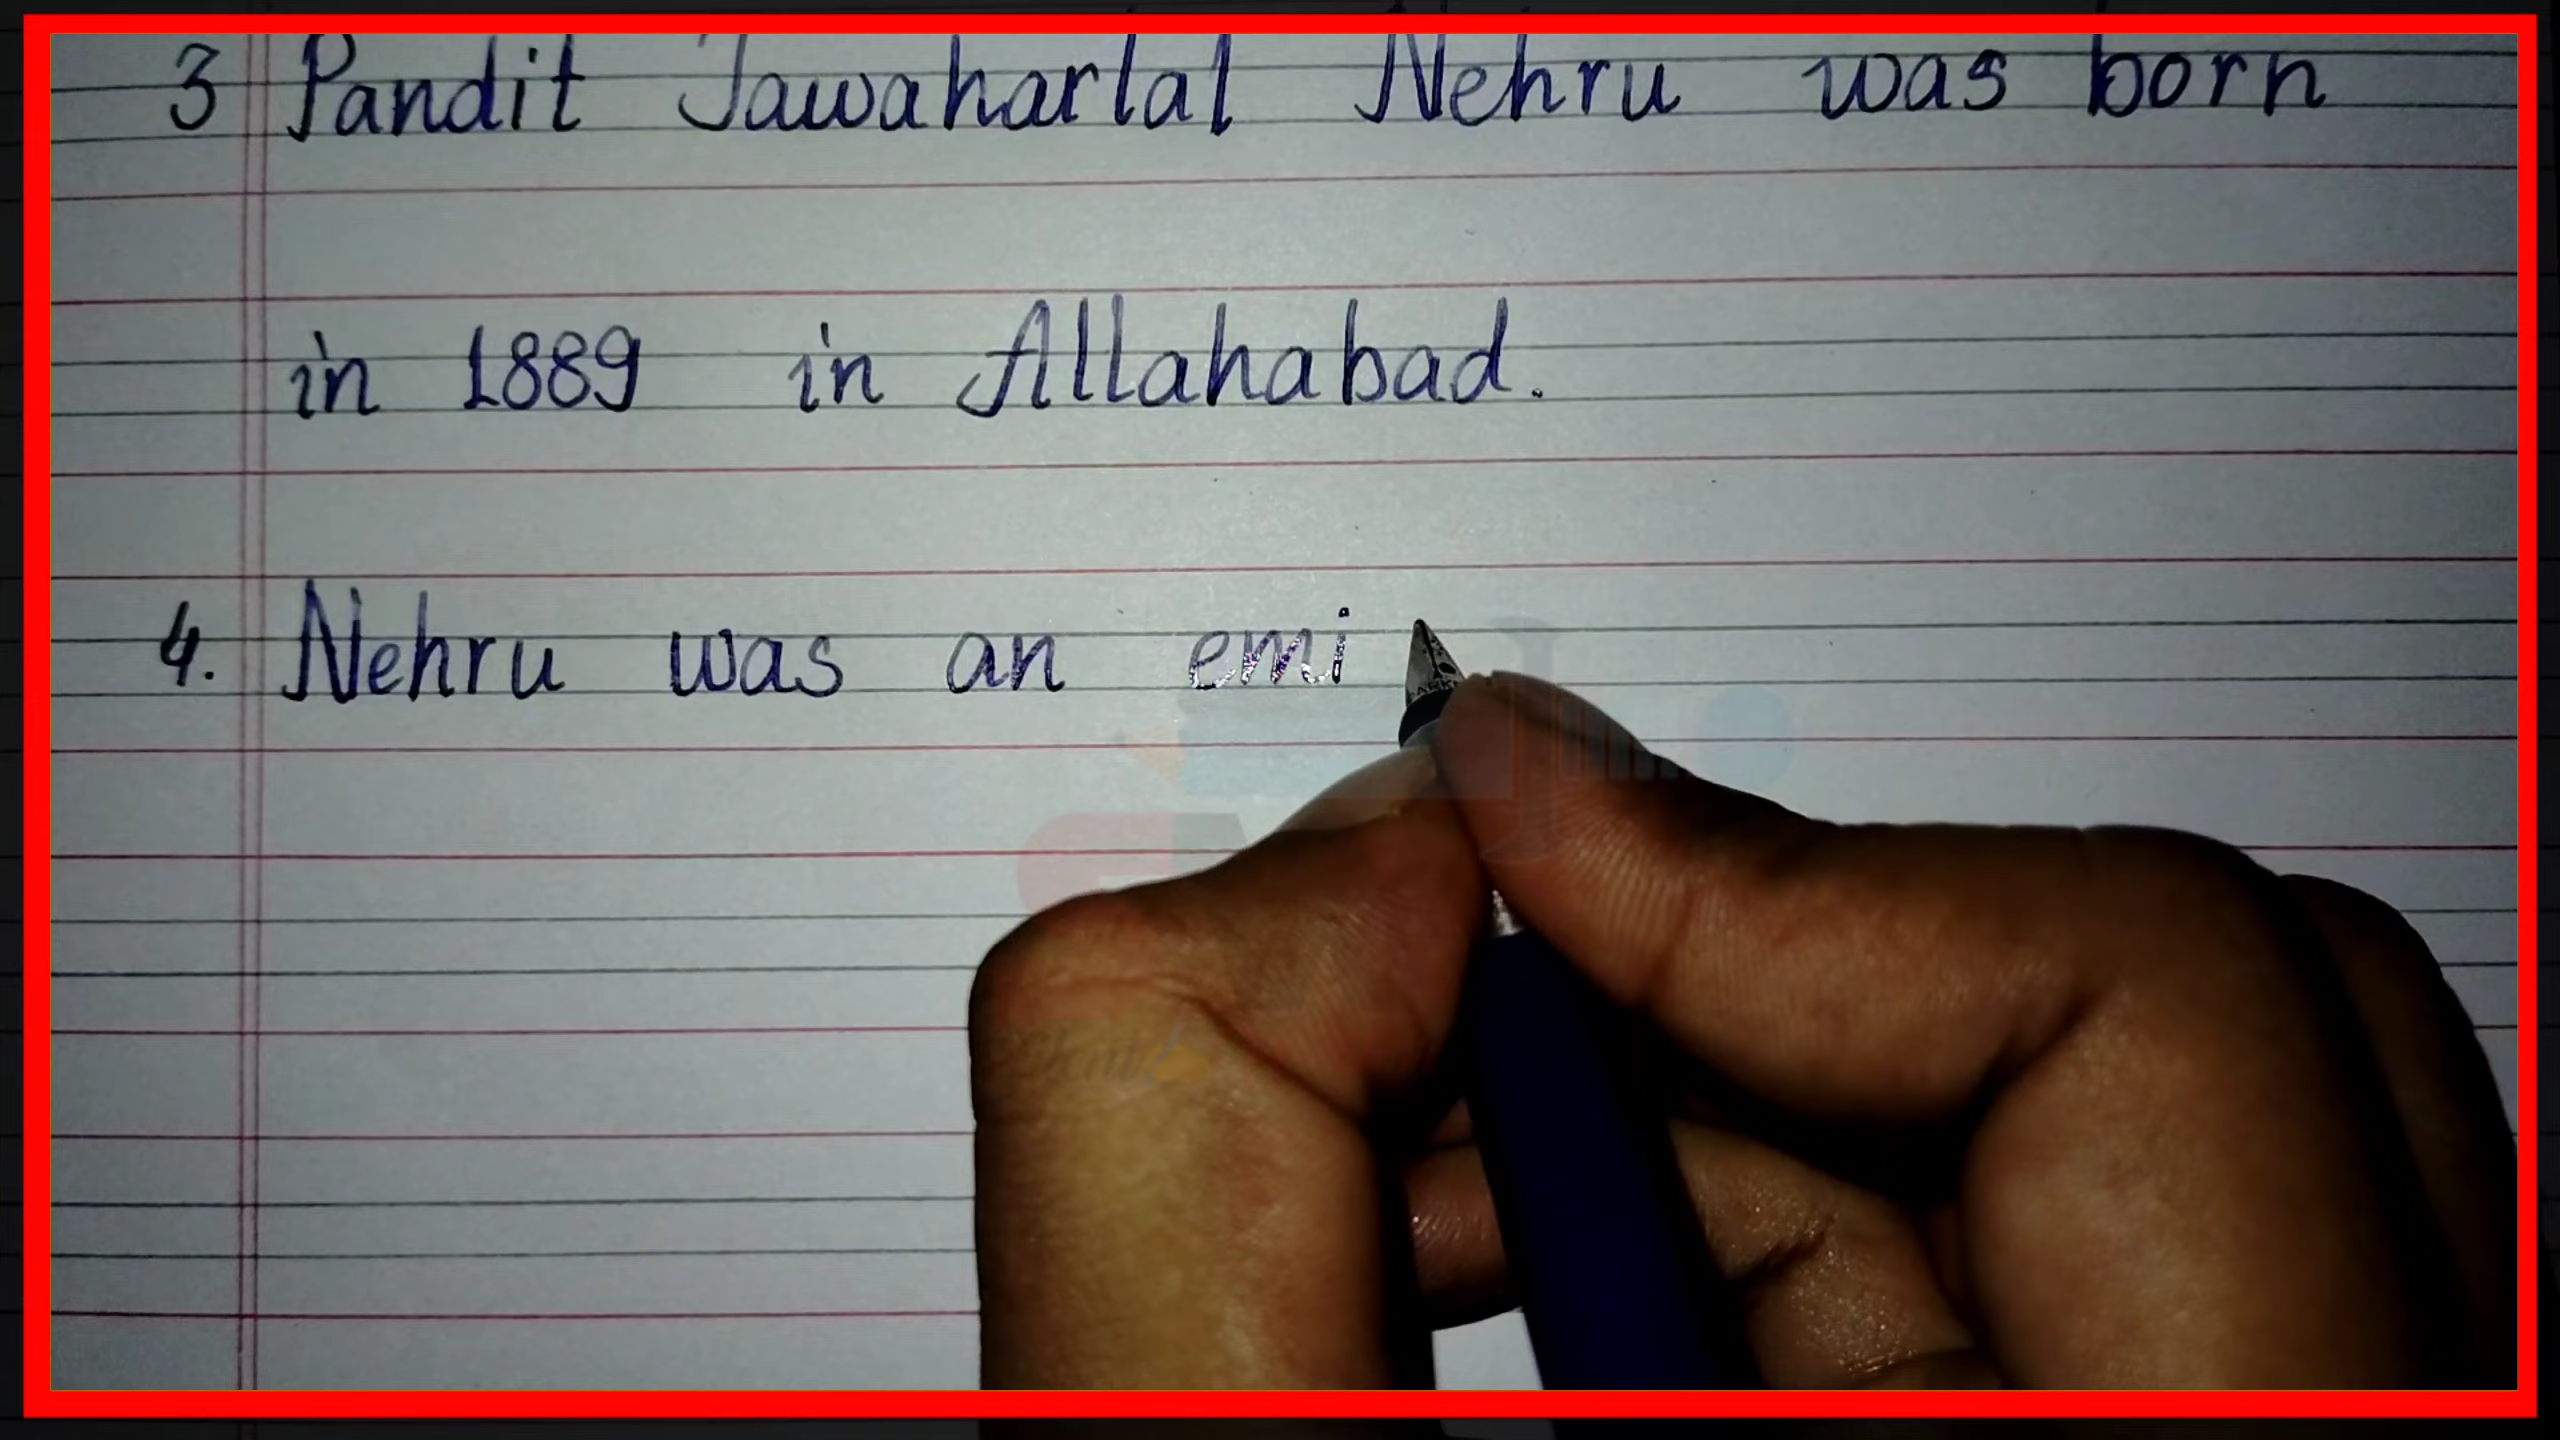 3 Pandit Jawaharlal Nehru was born
in 1889 in Allahabad.
4. Nehru was an emi